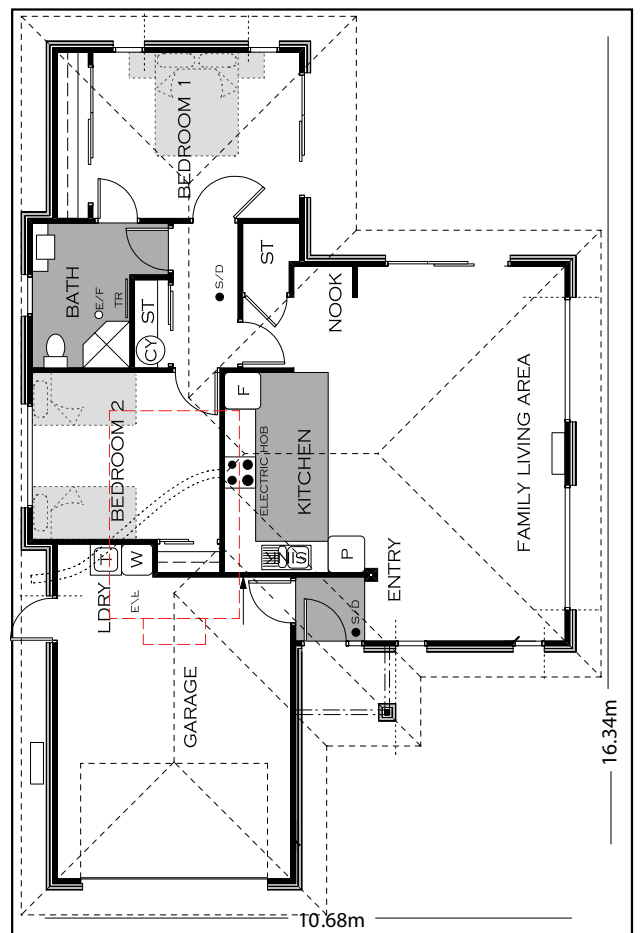 BEDROOM 1
BATH
E/F
TR
ST
CY
S/D
ST
NOOK
BEDROOM 2
F
ELECTRIC HOB
KITCHEN
FAMILY LIVING AREA
SINK
P
ENTRY
T
W
LDRY
S/D
GARAGE
16.34m
10.68m